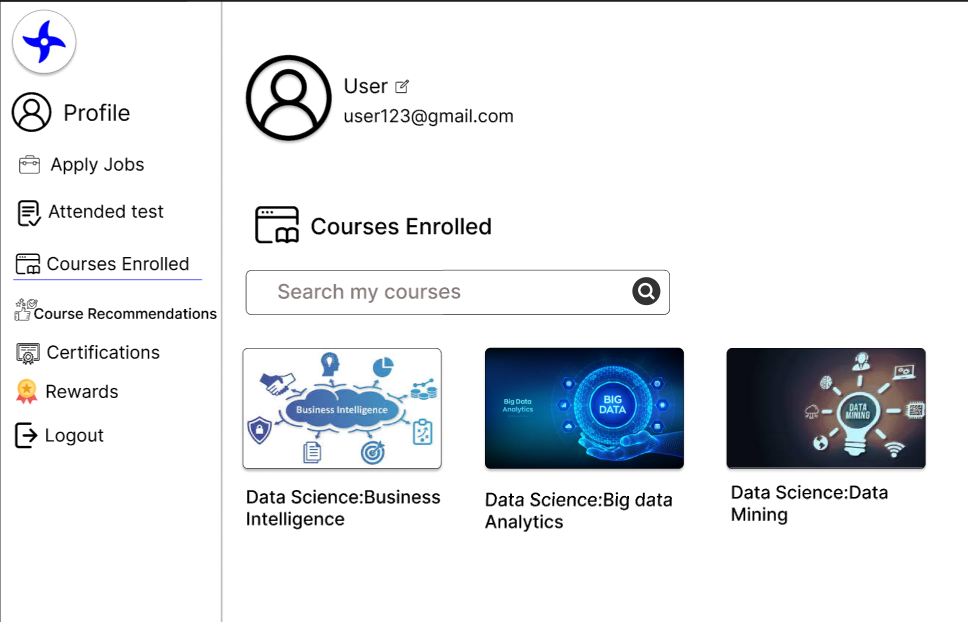 Profile
Apply Jobs
Attended test
Courses Enrolled
Course Recommendations
Certifications
Rewards
Logout
User
user123@gmail.com
Courses Enrolled
Search my courses
Business Intelligence
Big Data
Analytics
BIG
DATA
DATA
MINING
Data Science:Business
Intelligence
Data Science:Big data
Analytics
Data Science:Data
Mining